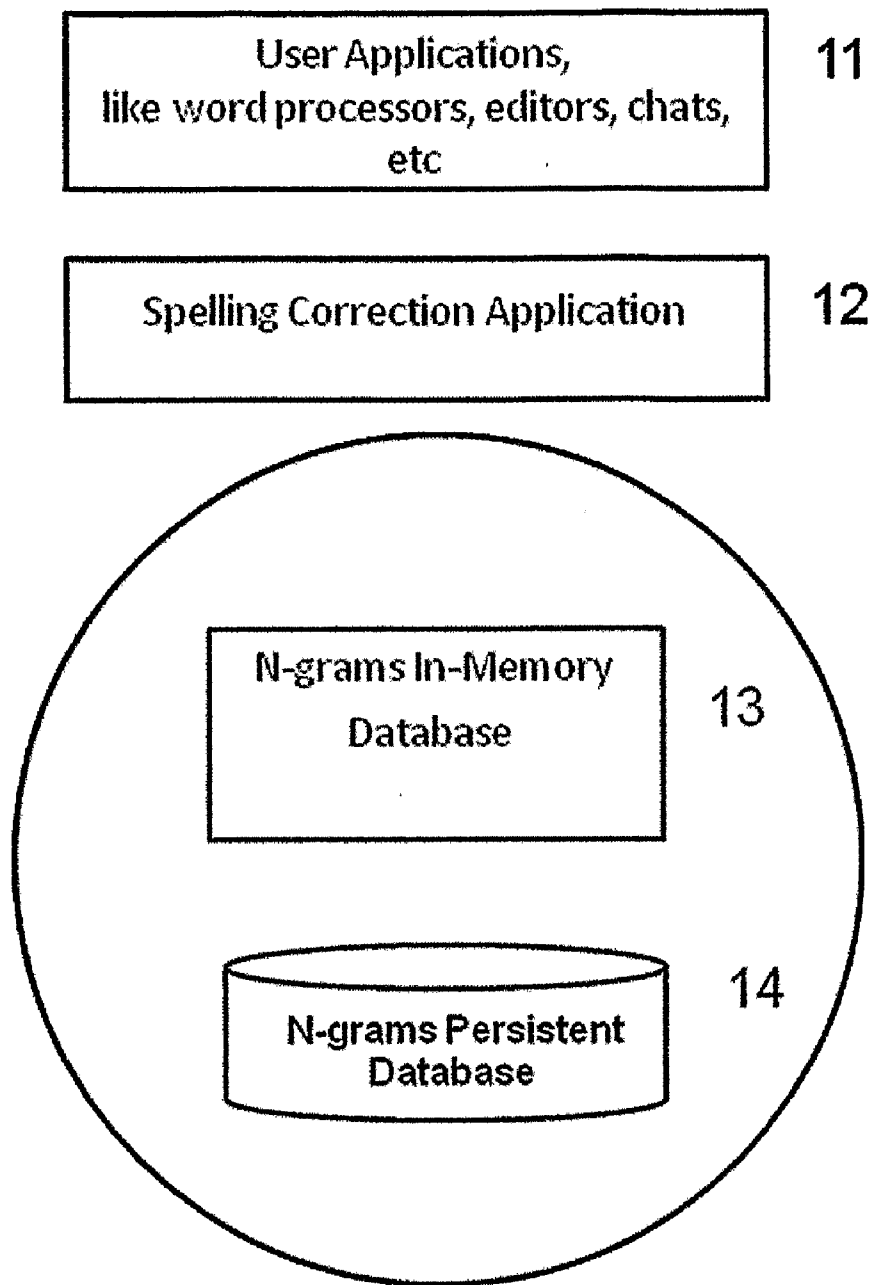 User Applications,
like word processors, editors, chats,
etc
11
Spelling Correction Application
12
N-grams In-Memory
Database
13
N-grams Persistent
Database
14